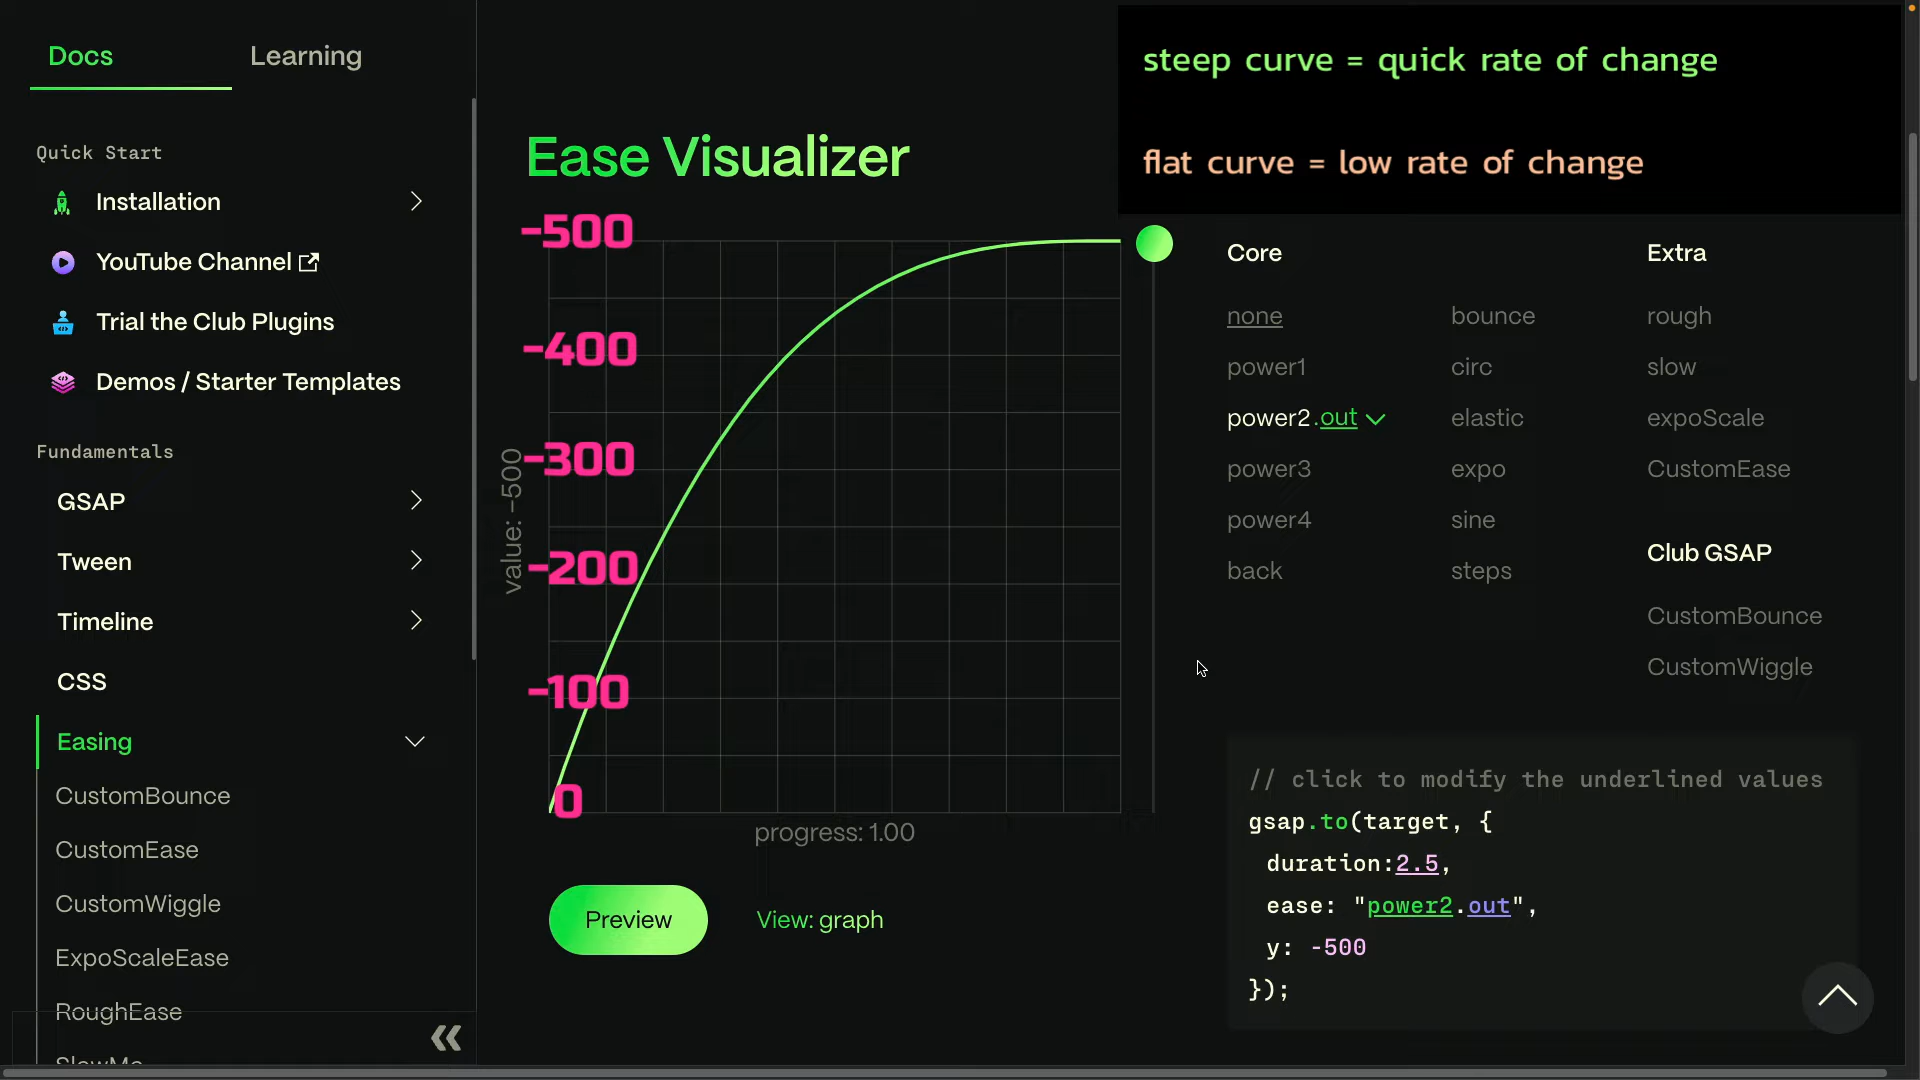 Docs
Learning
Quick Start
Installation
YouTube Channel
Trial the Club Plugins
Demos / Starter Templates
Fundamentals
GSAP
Tween
Timeline
CSS
Easing
CustomBounce
CustomEase
CustomWiggle
ExpoScaleEase
RoughEase
SlowMo
steep curve = quick rate of change
flat curve = low rate of change
Ease Visualizer
-500
-400
-300
-200
-100
0
value: -500
progress: 1.00
Preview
View: graph
Core
none
power1
power2.out
power3
power4
back
bounce
circ
elastic
expo
sine
steps
Extra
rough
slow
expoScale
CustomEase
Club GSAP
CustomBounce
CustomWiggle
// click to modify the underlined values
gsap.to(target, {
duration:2.5,
ease: "power2.out",
y: -500
});